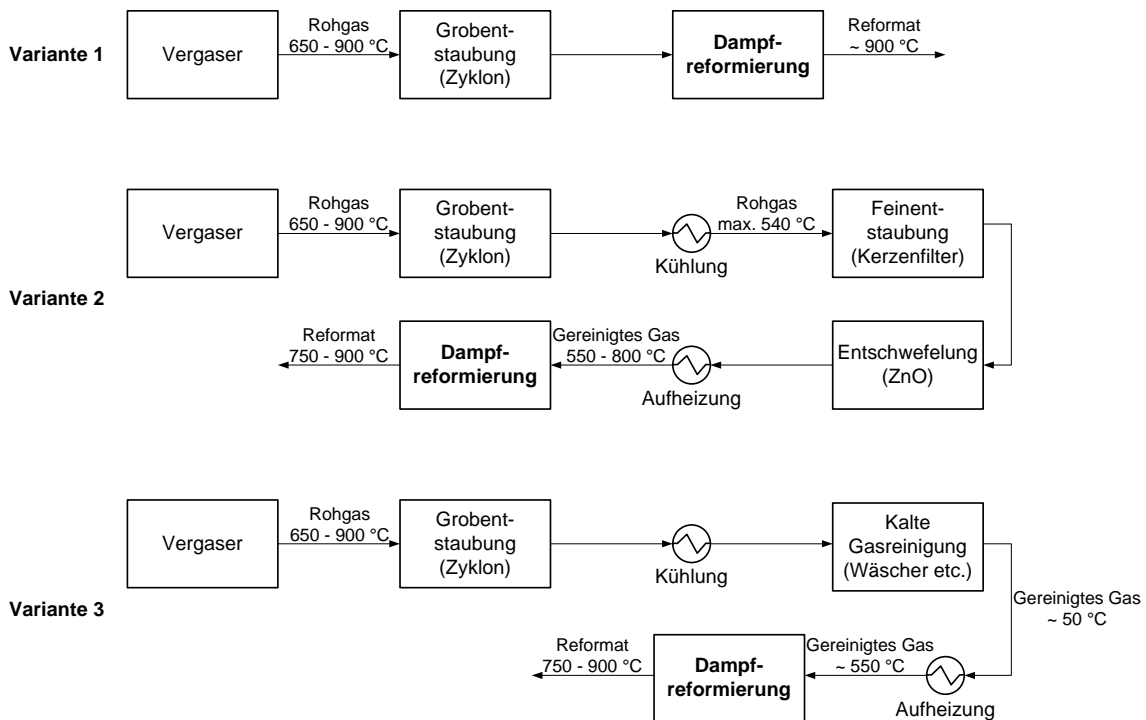 Variante 1
Vergaser
Rohgas
650 - 900 °C
Grobent-
staubung
(Zyklon)
Dampf-
reformierung
Reformat
~ 900 °C
Variante 2
Vergaser
Rohgas
650 - 900 °C
Grobent-
staubung
(Zyklon)
Kühlung
Rohgas
max. 540 °C
Feinent-
staubung
(Kerzenfilter)
Reformat
750 - 900 °C
Dampf-
reformierung
Gereinigtes Gas
550 - 800 °C
Aufheizung
Entschwefelung
(ZnO)
Variante 3
Vergaser
Rohgas
650 - 900 °C
Grobent-
staubung
(Zyklon)
Kühlung
Kalte
Gasreinigung
(Wäscher etc.)
Gereinigtes Gas
~ 50 °C
Reformat
750 - 900 °C
Dampf-
reformierung
Gereinigtes Gas
~ 550 °C
Aufheizung